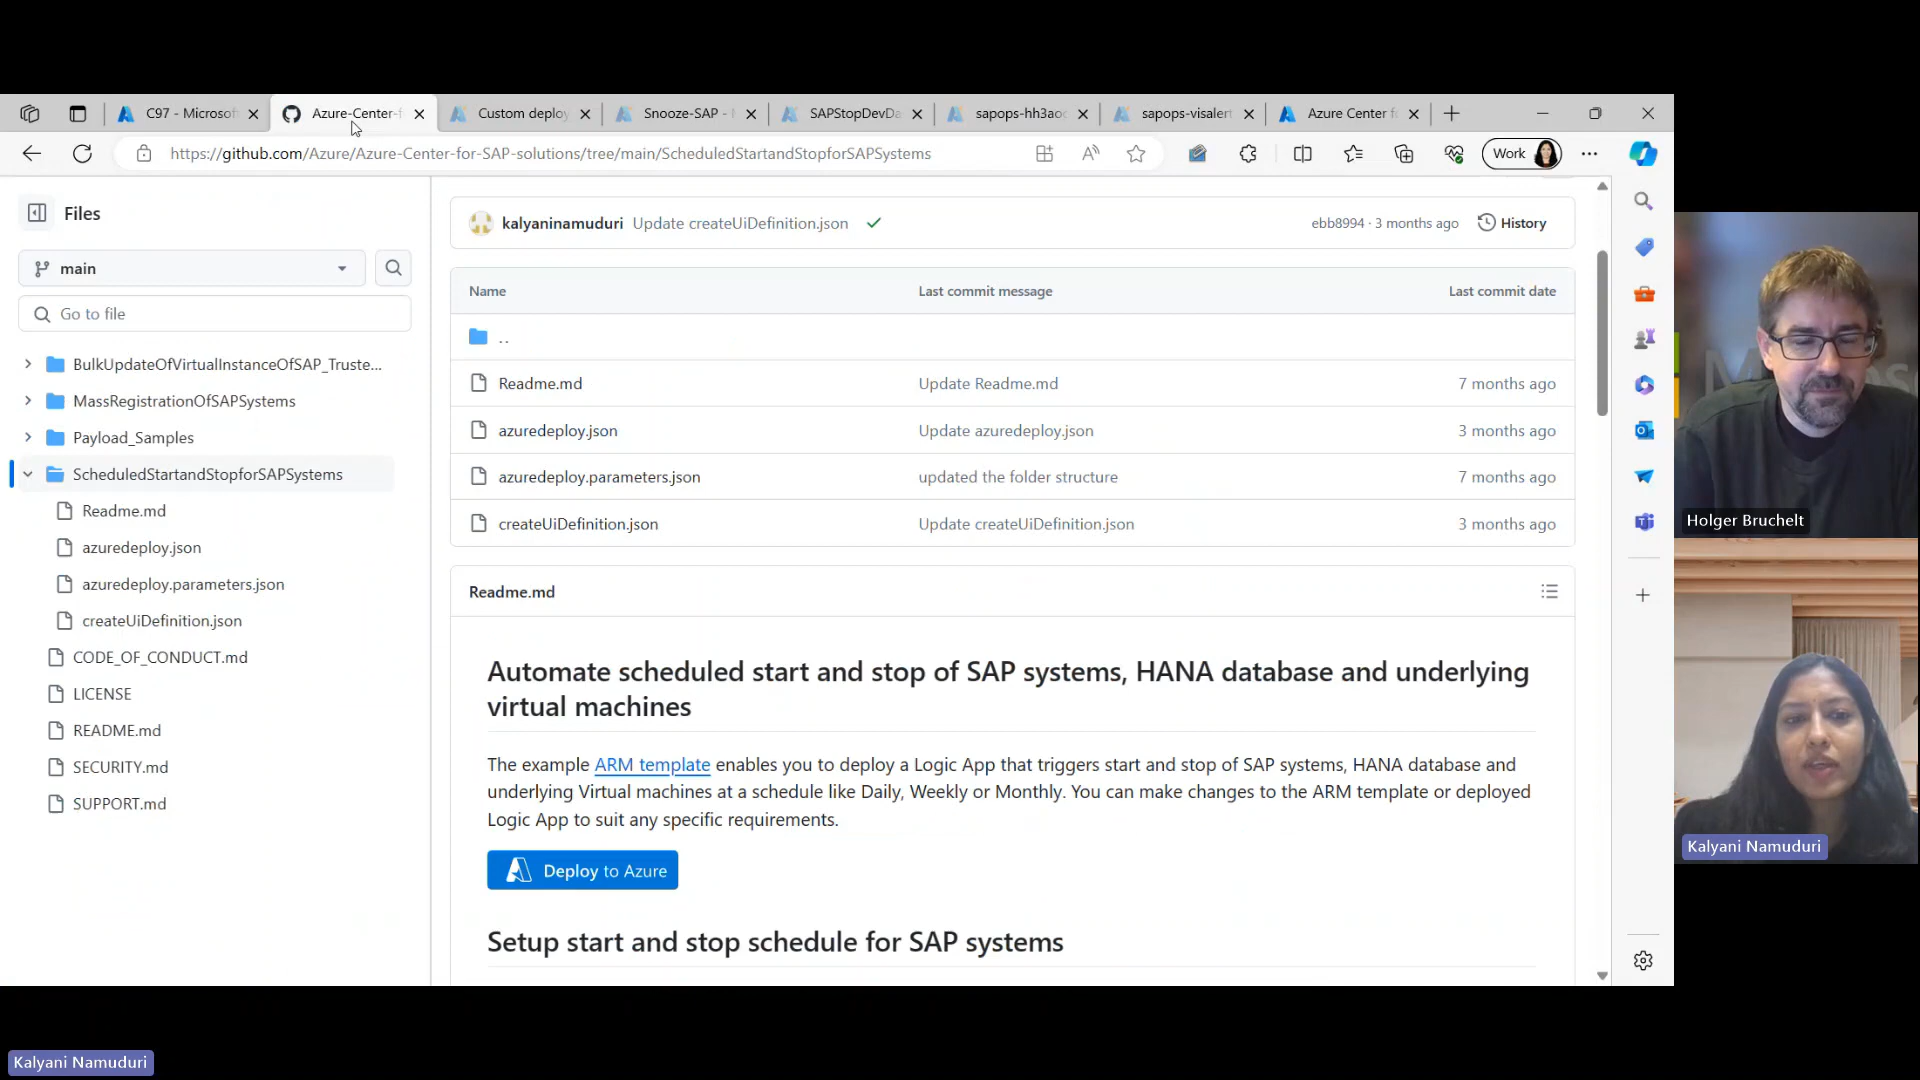 C97 - Microsof
Azure-Center-f
Custom deploy
Snooze-SAP -
SAPStopDevDa
sapops-hh3ao
sapops-visalert
Azure Center f
https://github.com/Azure/Azure-Center-for-SAP-solutions/tree/main/ScheduledStartandStopforSAPSystems
Work
Files
main
Go to file
BulkUpdateOfVirtualInstanceOfSAP_Truste...
MassRegistrationOfSAPSystems
Payload_Samples
ScheduledStartandStopforSAPSystems
Readme.md
azuredeploy.json
azuredeploy.parameters.json
createUiDefinition.json
CODE_OF_CONDUCT.md
LICENSE
README.md
SECURITY.md
SUPPORT.md
kalyaninamuduri Update createUiDefinition.json
ebb8994 · 3 months ago
History
Name Last commit message Last commit date
..
Readme.md Update Readme.md 7 months ago
azuredeploy.json Update azuredeploy.json 3 months ago
azuredeploy.parameters.json updated the folder structure 7 months ago
createUiDefinition.json Update createUiDefinition.json 3 months ago
Readme.md
Automate scheduled start and stop of SAP systems, HANA database and underlying
virtual machines
The example ARM template enables you to deploy a Logic App that triggers start and stop of SAP systems, HANA database and
underlying Virtual machines at a schedule like Daily, Weekly or Monthly. You can make changes to the ARM template or deployed
Logic App to suit any specific requirements.
Deploy to Azure
Setup start and stop schedule for SAP systems
Holger Bruchelt
Kalyani Namuduri
Kalyani Namuduri